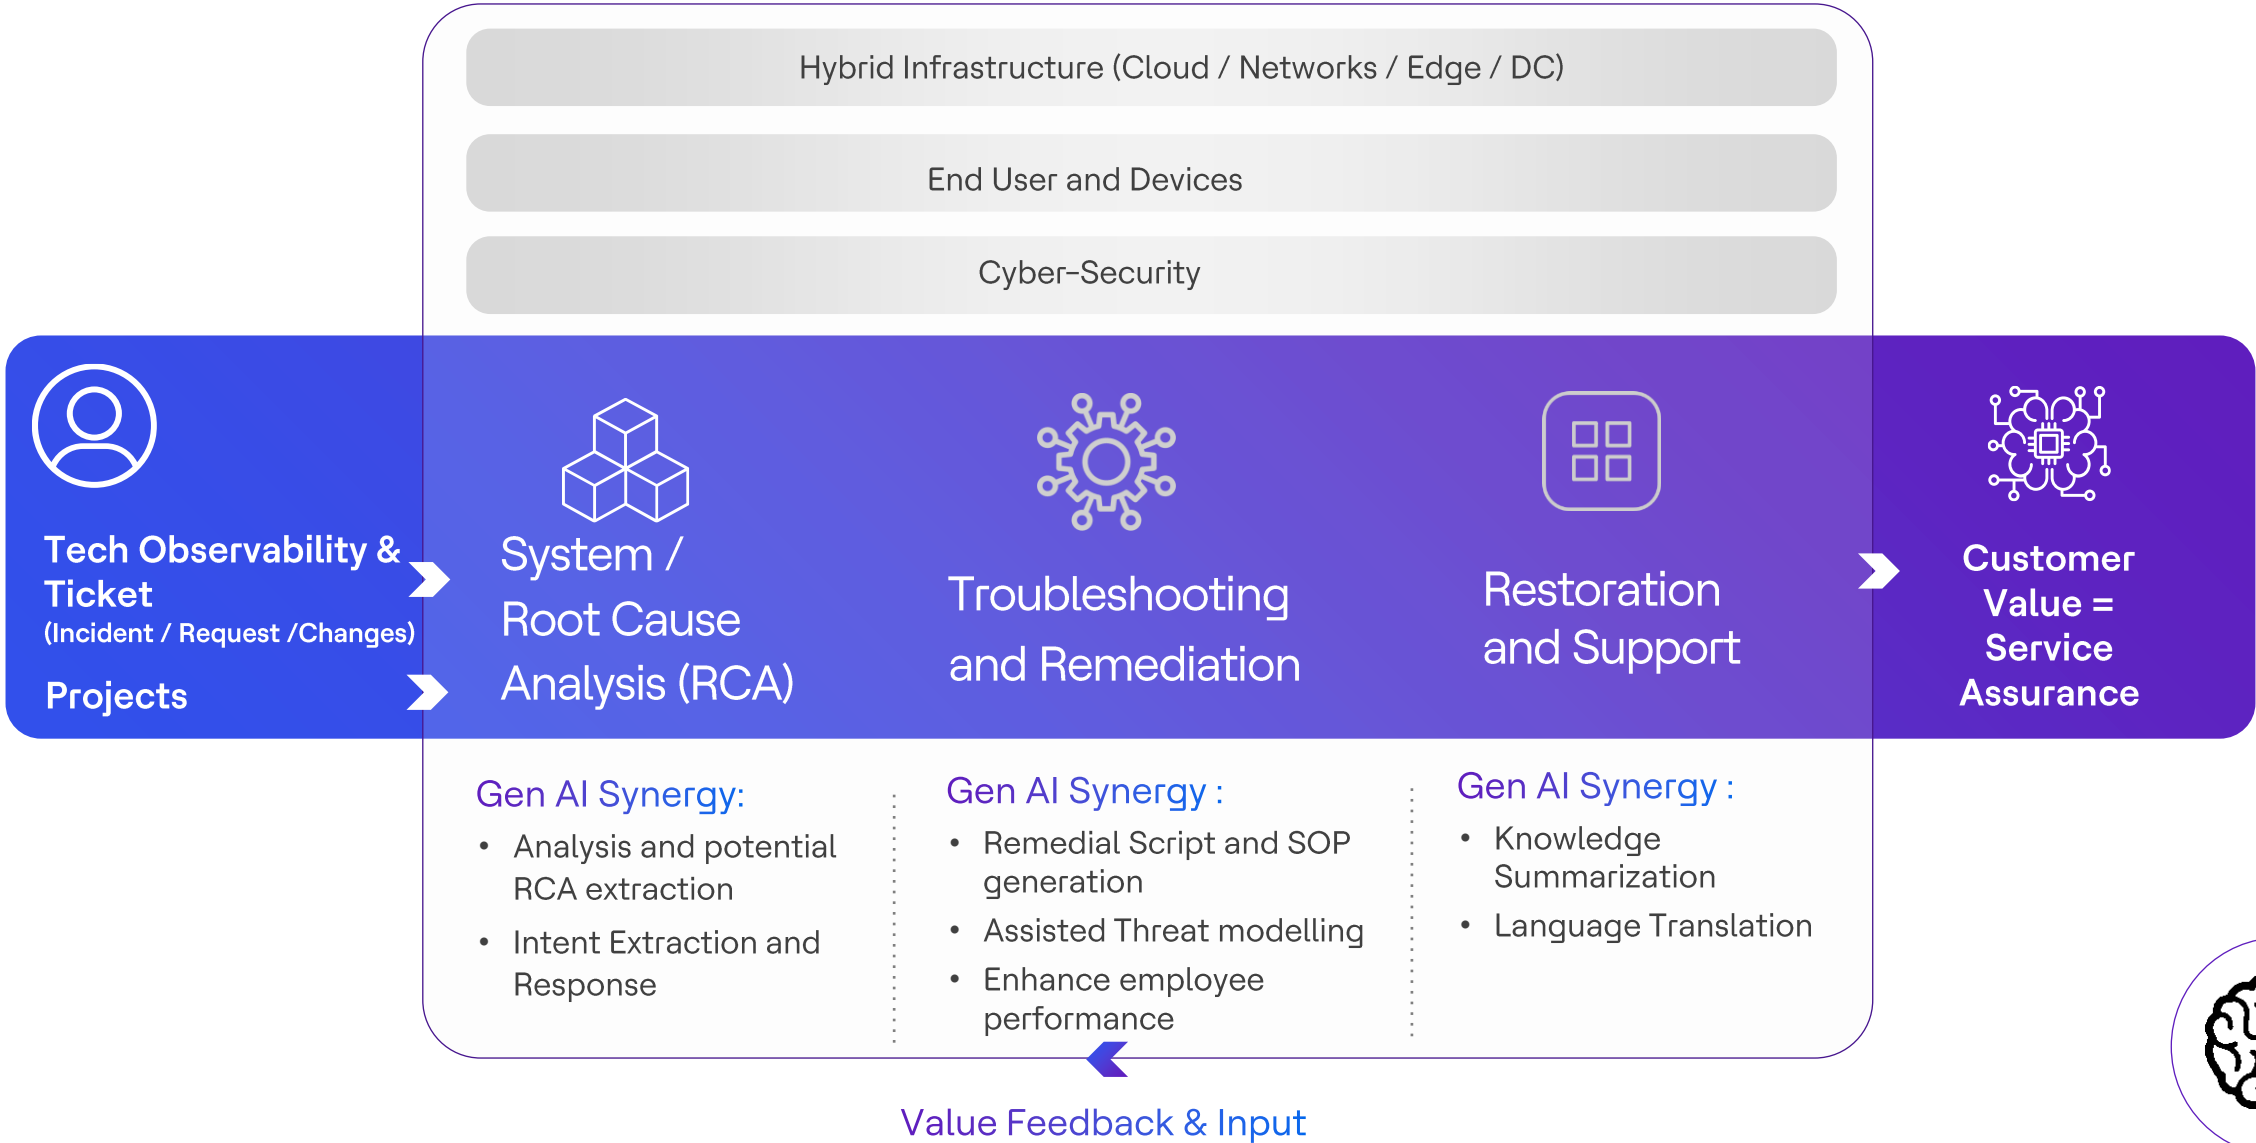 Hybrid Infrastructure (Cloud / Networks / Edge / DC)
End User and Devices
Cyber-Security
Tech Observability &
Ticket
(Incident / Request /Changes)
Projects
System /
Root Cause
Analysis (RCA)
Troubleshooting
and Remediation
Restoration
and Support
Customer
Value =
Service
Assurance
Gen AI Synergy:
• Analysis and potential
RCA extraction
• Intent Extraction and
Response
Gen AI Synergy :
• Remedial Script and SOP
generation
• Assisted Threat modelling
• Enhance employee
performance
Gen AI Synergy :
• Knowledge
Summarization
• Language Translation
Value Feedback & Input